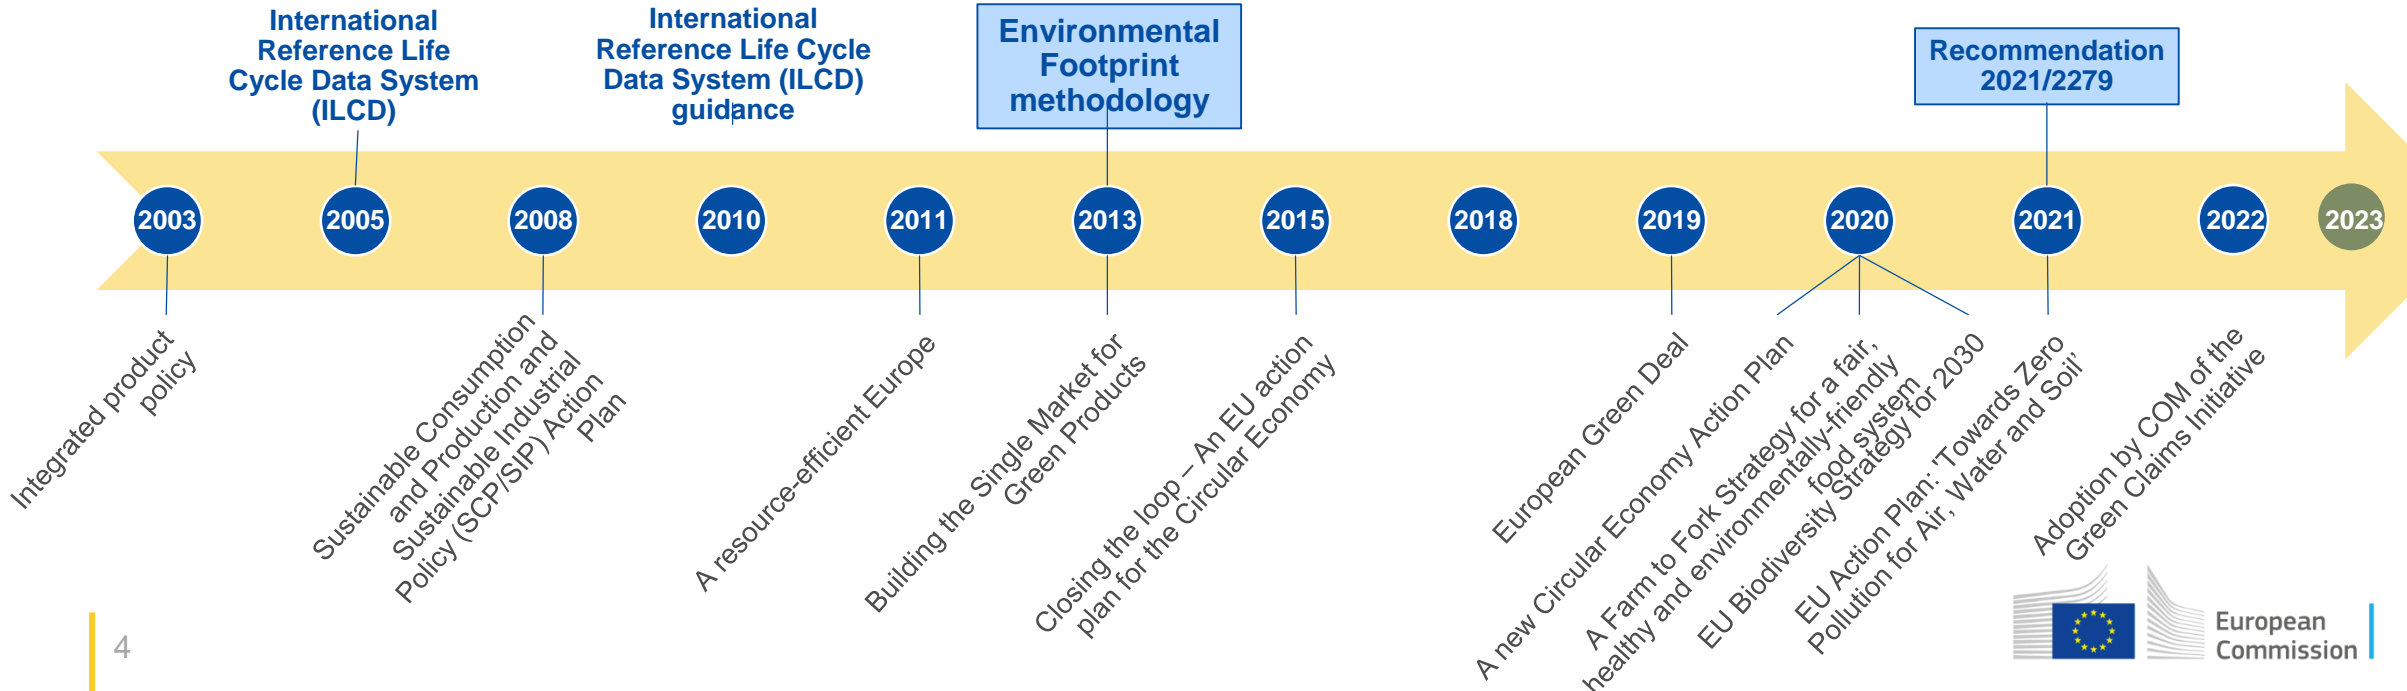 International
Reference Life
Cycle Data System
(ILCD)
International
Reference Life Cycle
Data System (ILCD)
guidance
Environmental
Footprint
methodology
Recommendation
2021/2279
2003
2005
2008
2010
2011
2013
2015
2018
2019
2020
2021
2022
2023
Integrated product
policy
Sustainable Consumption
and Production and
Sustainable Industrial
Policy (SCP/SIP) Action
Plan
A resource-efficient Europe
Building the Single Market for
Green Products
Closing the loop – An EU action
plan for the Circular Economy
European Green Deal
A new Circular Economy Action Plan
A Farm to Fork Strategy for a fair,
healthy and environmentally-friendly
food system
EU Biodiversity Strategy for 2030
EU Action Plan: 'Towards Zero
Pollution for Air, Water and Soil'
Adoption by COM of the
Green Claims Initiative
4
European
Commission